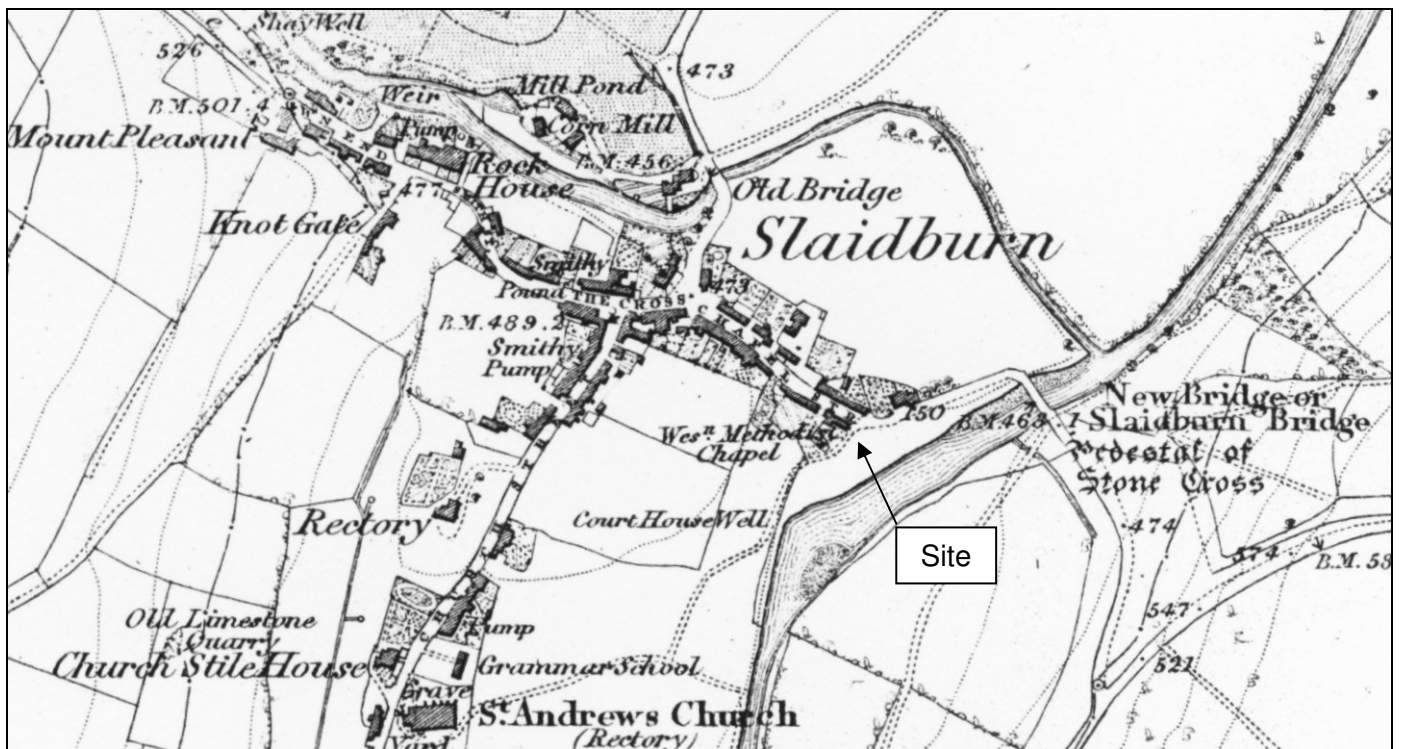 Shay Well
526
473
Mill Pond
B.M. 501.4
Weir
Corn Mill
Mount Pleasant
Pump
B.M. 456
Rock
House
477
Old Bridge
Knot Gate
Slaidburn
Smithy
473
Pound
THE CROSS
B.M. 489.2
Smithy
Pump
New Bridge or
Slaidburn Bridge
150
B.M. 463.1
Wesn. Methodist
Chapel
Pedestal of
Stone Cross
Rectory
Court House Well
474
Site
574
B.M. 58
Old Limestone
Quarry
547
Pump
521
Church Stile House
Grammar School
Grave
Yard
St. Andrews Church
(Rectory)